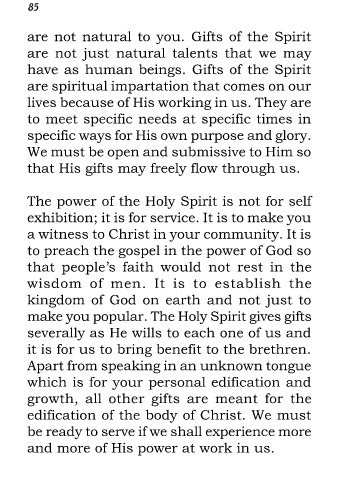 85
are not natural to you. Gifts of the Spirit
are not just natural talents that we may
have as human beings. Gifts of the Spirit
are spiritual impartation that comes on our
lives because of His working in us. They are
to meet specific needs at specific times in
specific ways for His own purpose and glory.
We must be open and submissive to Him so
that His gifts may freely flow through us.
The power of the Holy Spirit is not for self
exhibition; it is for service. It is to make you
a witness to Christ in your community. It is
to preach the gospel in the power of God so
that people's faith would not rest in the
wisdom of men. It is to establish the
kingdom of God on earth and not just to
make you popular. The Holy Spirit gives gifts
severally as He wills to each one of us and
it is for us to bring benefit to the brethren.
Apart from speaking in an unknown tongue
which is for your personal edification and
growth, all other gifts are meant for the
edification of the body of Christ. We must
be ready to serve if we shall experience more
and more of His power at work in us.